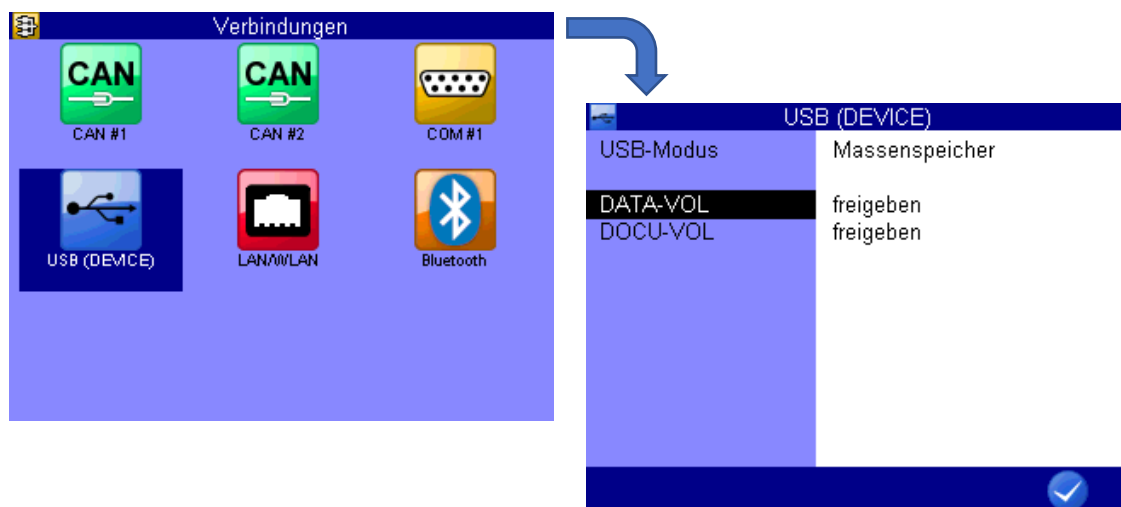 Verbindungen
CAN
CAN
CAN #1
CAN #2
COM #1
USB (DEVICE)
LAN/WLAN
Bluetooth
USB (DEVICE)
USB-Modus Massenspeicher
DATA-VOL freigeben
DOCU-VOL freigeben